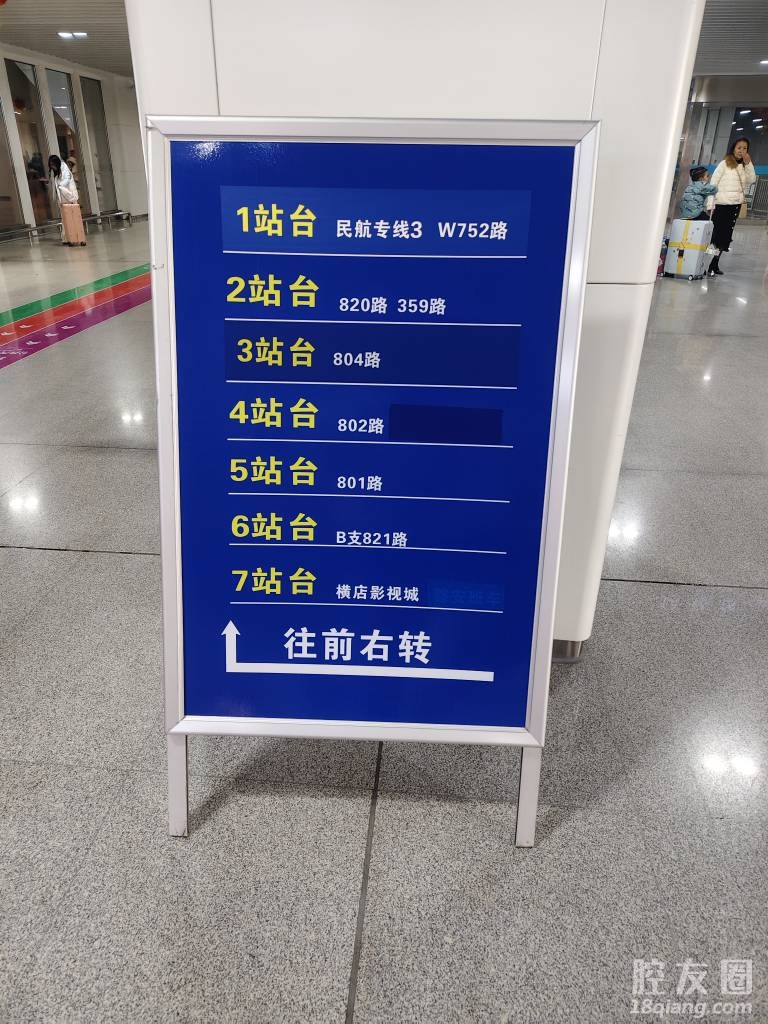 1站台 民航专线3 W752路
2站台 820路 359路
3站台 804路
4站台 802路
5站台 801路
6站台 B支821路
7站台 横店影视城
往前右转
腔友圈
18qiang.com